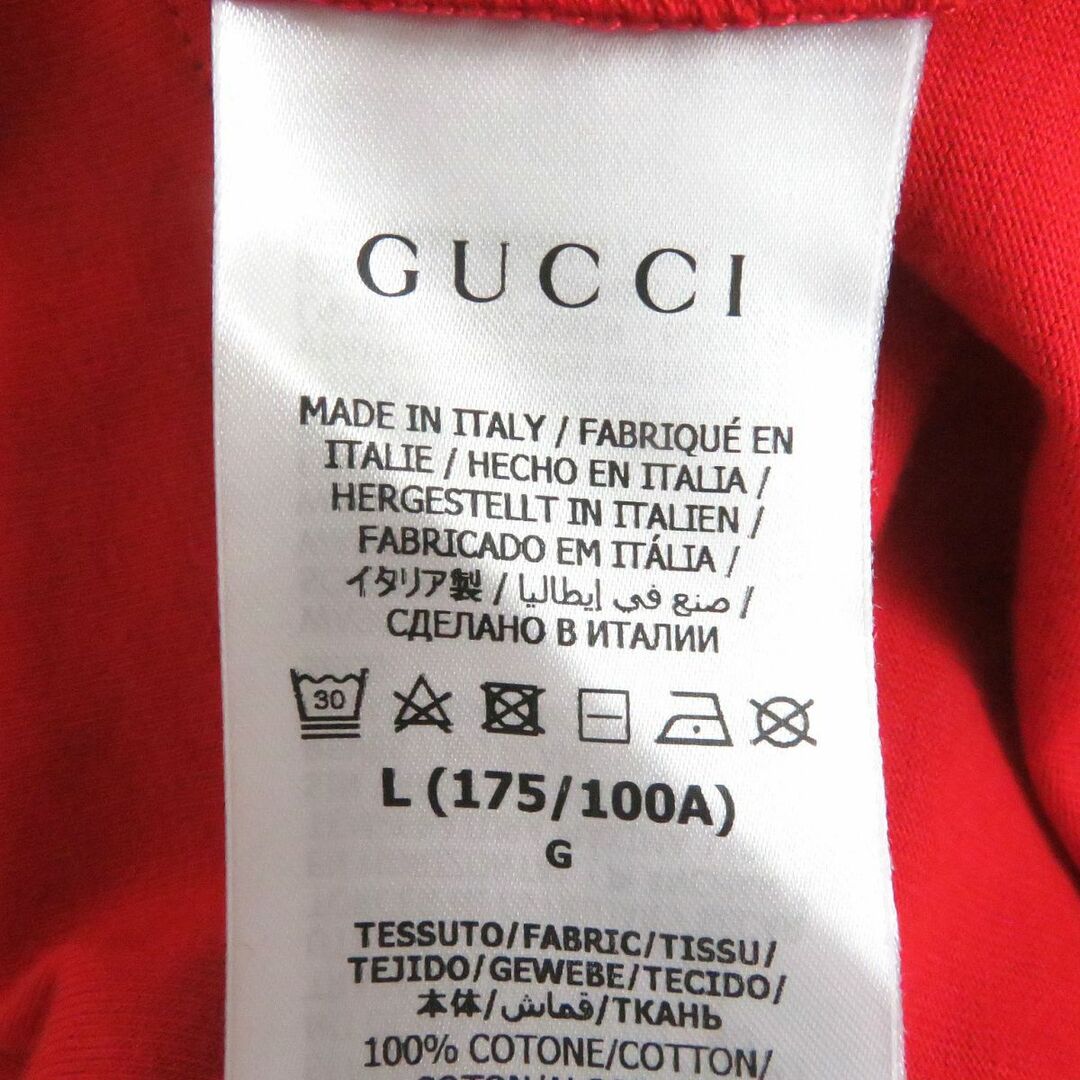 GUCCI
MADE IN ITALY / FABRIQUÉ EN
ITALIE / HECHO EN ITALIA /
HERGESTELLT IN ITALIEN /
FABRICADO EM ITÁLIA /
イタリア製 / صنع في إيطاليا /
СДЕЛАНО В ИТАЛИИ
30
L (175/100A)
G
TESSUTO/FABRIC/TISSU/
TEJIDO/GEWEBE/TECIDO/
本体/قماش/ТКАНЬ
100% COTONE/COTTON/